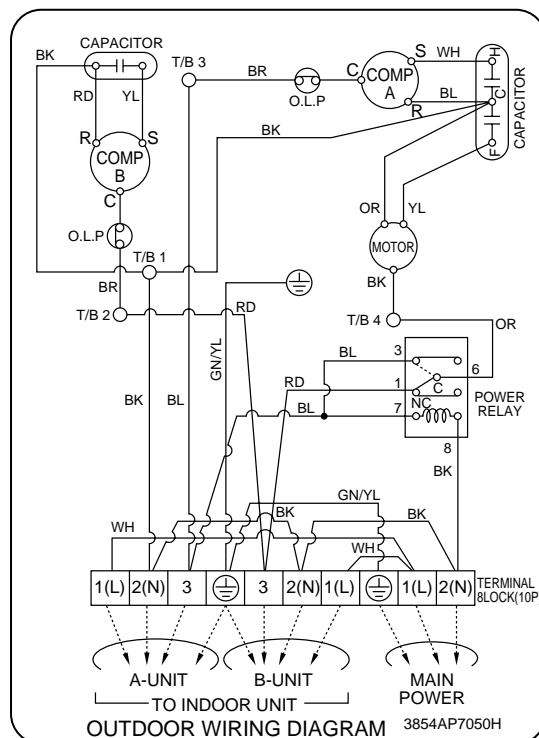 CAPACITOR
BK
T/B 3
BR
C
COMP
A
S
WH
H
C
F
CAPACITOR
BL
R
O.L.P
RD
YL
BK
R
S
COMP
B
C
OR
YL
O.L.P
MOTOR
T/B 1
BR
BK
T/B 2
RD
T/B 4
OR
GN/YL
BL
3
6
RD
1
C
POWER
RELAY
BK
BL
BL
NC
7
8
BK
GN/YL
BK
WH
WH
1(L)
2(N)
3
3
2(N)
1(L)
1(L)
2(N)
TERMINAL
8LOCK(10P)
A-UNIT
B-UNIT
MAIN
POWER
TO INDOOR UNIT
OUTDOOR WIRING DIAGRAM
3854AP7050H